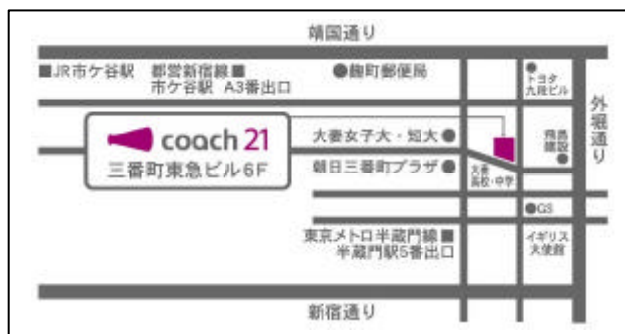 靖国通り
■JR市ケ谷駅
都営新宿線■
市ケ谷駅 A3番出口
●麹町郵便局
●
トヨタ
九段ビル
外堀通り
coach 21
三番町東急ビル6F
大妻女子大・短大●
朝日三番町プラザ●
大妻
高校・中学
飛島
建設
●
●GS
東京メトロ半蔵門線■
半蔵門駅5番出口
イギリス
大使館
新宿通り